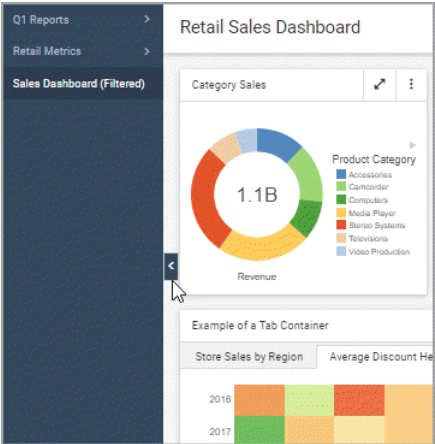 Q1 Reports
Retail Metrics
Sales Dashboard (Filtered)
Retail Sales Dashboard
Category Sales
1.1B
Revenue
Product Category
Accessories
Camcorder
Computers
Media Player
Stereo Systems
Televisions
Video Production
Example of a Tab Container
Store Sales by Region
Average Discount He
2016
2017